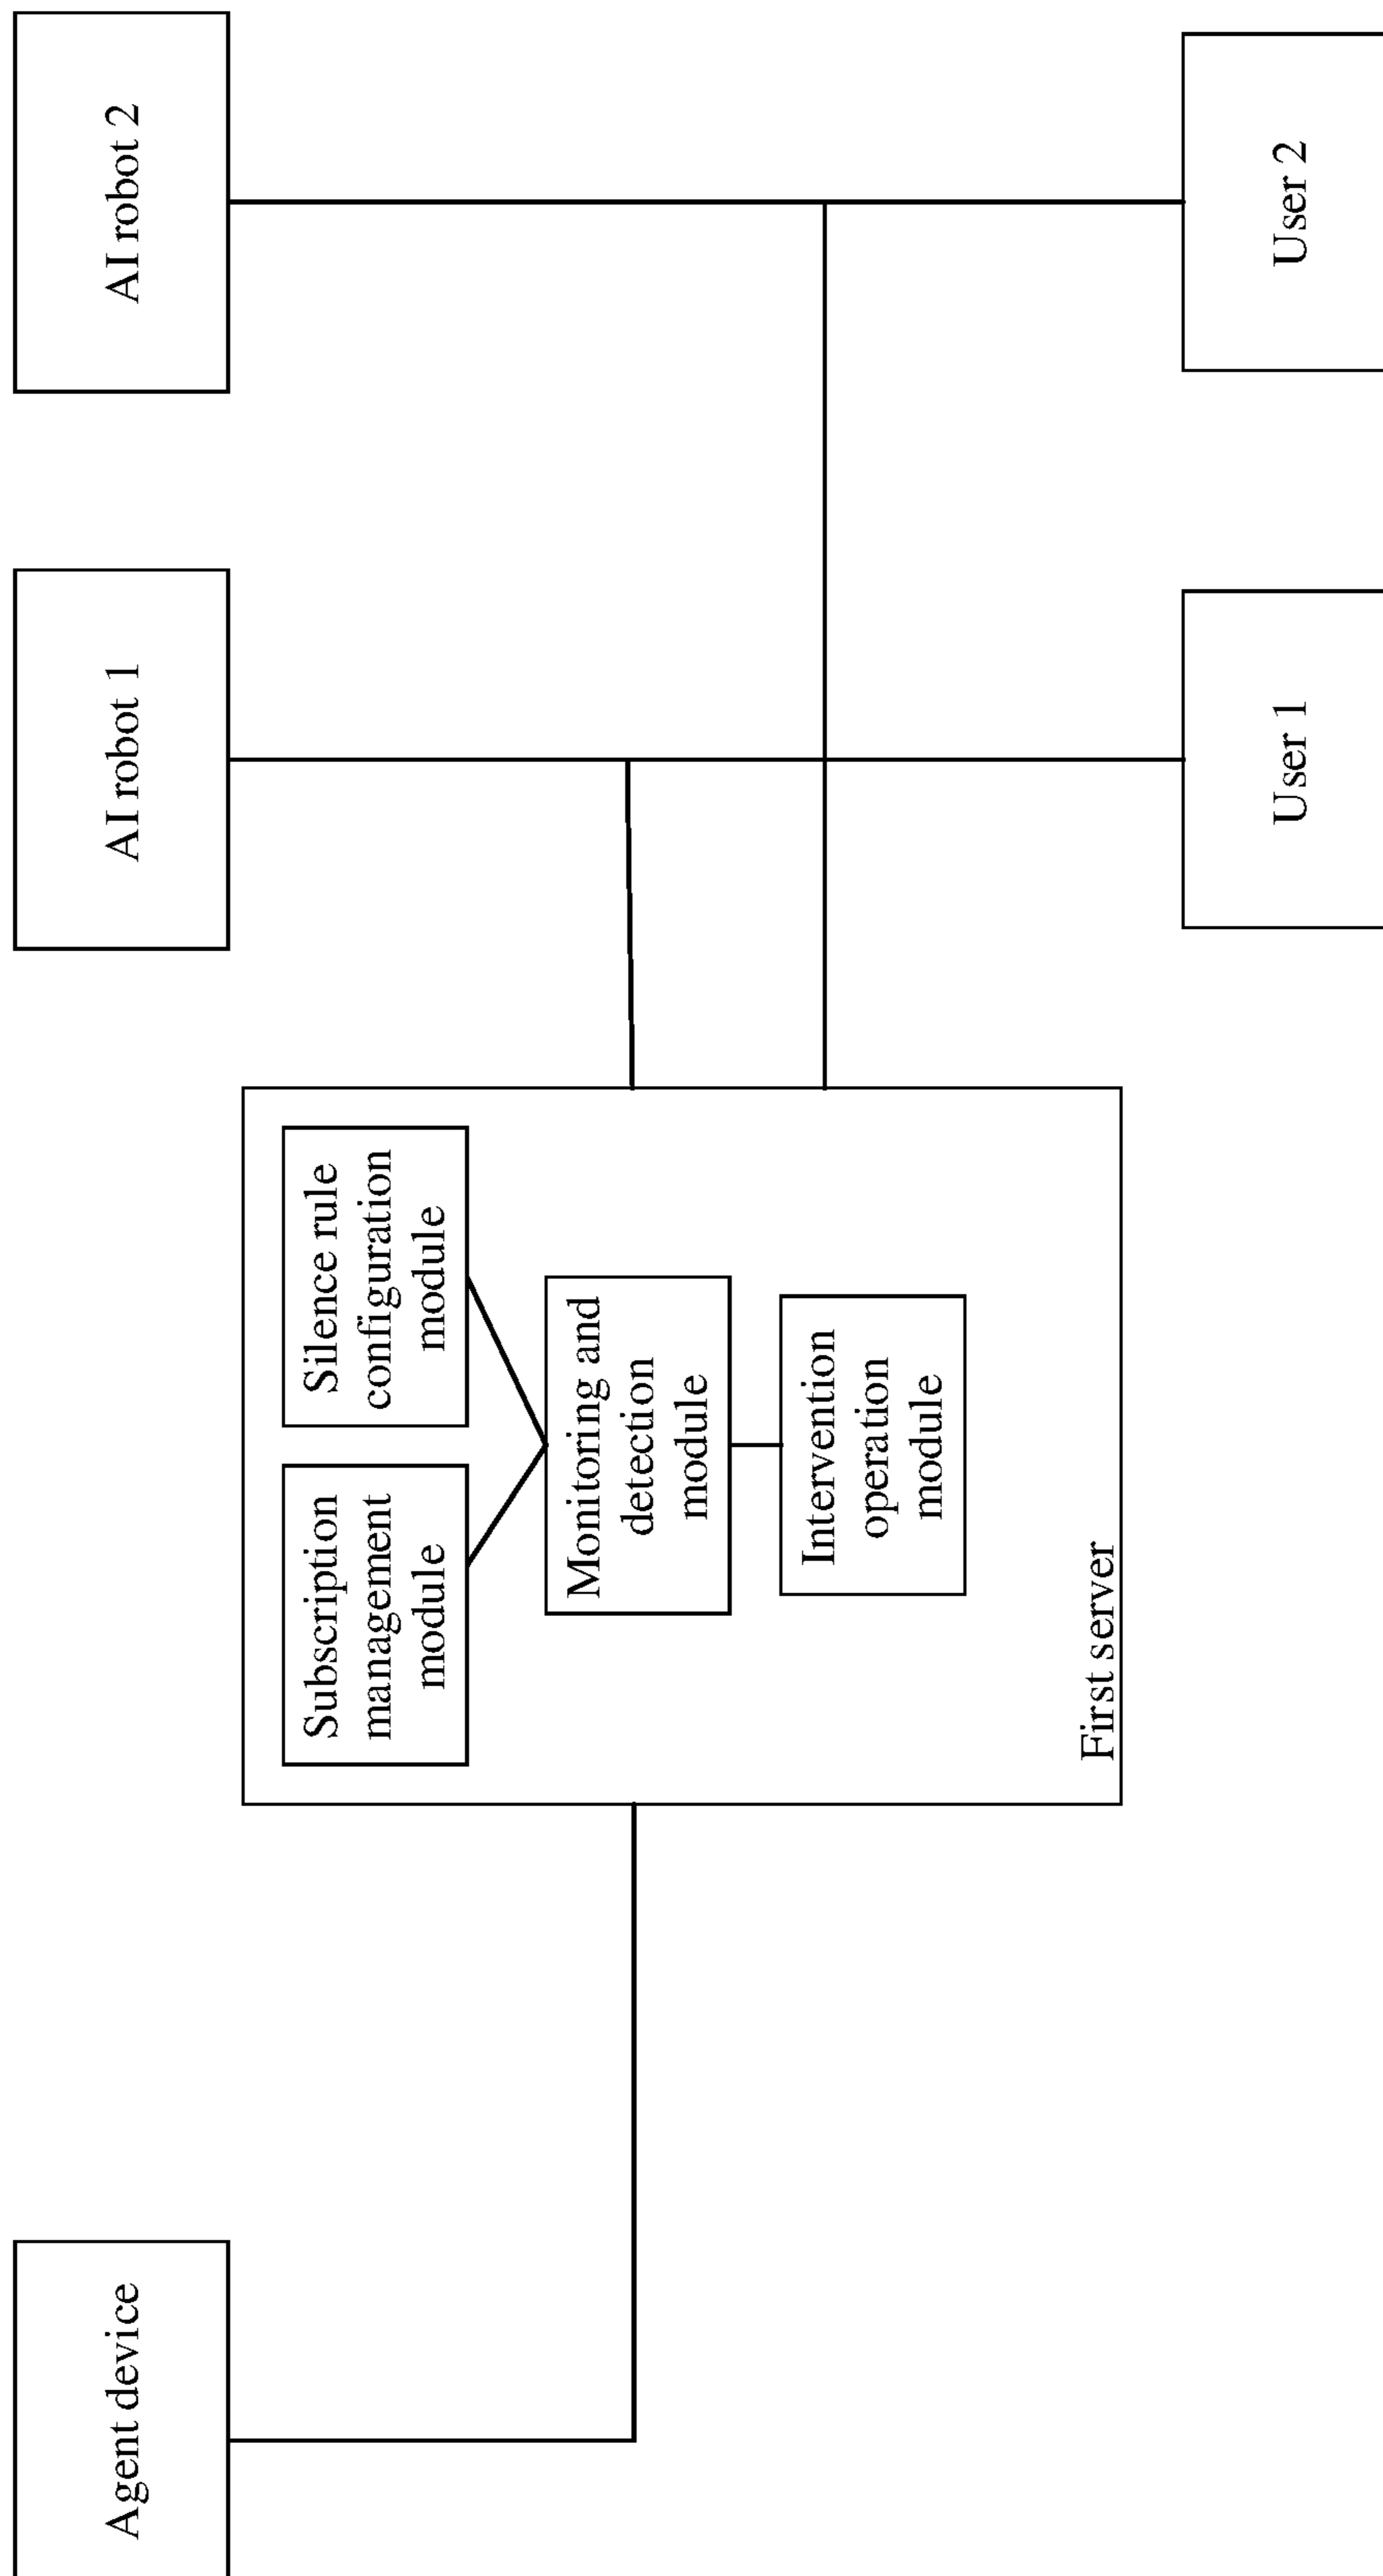 Agent device
AI robot 1
AI robot 2
Subscription
management
module
Silence rule
configuration
module
Monitoring and
detection
module
Intervention
operation
module
First server
User 1
User 2